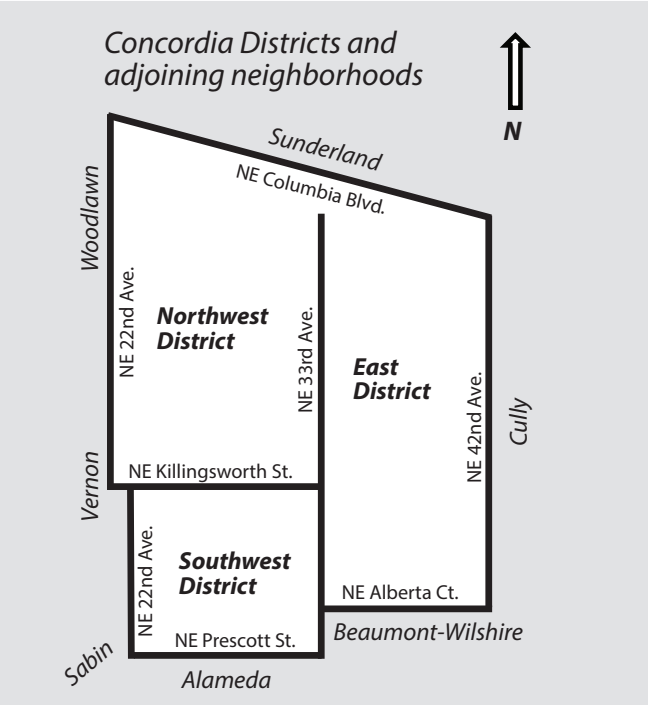 Concordia Districts and
adjoining neighborhoods
N
Sunderland
NE Columbia Blvd.
Woodlawn
NE 22nd Ave.
Northwest
District
NE 33rd Ave.
East
District
NE 42nd Ave.
Cully
Vernon
NE Killingsworth St.
NE 22nd Ave.
Southwest
District
NE Alberta Ct.
NE Prescott St.
Beaumont-Wilshire
Sabin
Alameda